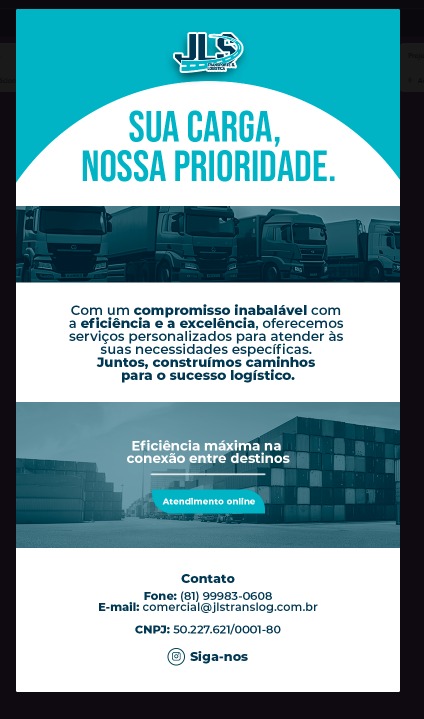 JLS
TRANSPORTE &
LOGÍSTICA
SUA CARGA,
NOSSA PRIORIDADE.
Com um compromisso inabalável com
a eficiência e a excelência, oferecemos
serviços personalizados para atender às
suas necessidades específicas.
Juntos, construímos caminhos
para o sucesso logístico.
Eficiência máxima na
conexão entre destinos
Atendimento online
Contato
Fone: (81) 99983-0608
E-mail: comercial@jlstranslog.com.br
CNPJ: 50.227.621/0001-80
Siga-nos